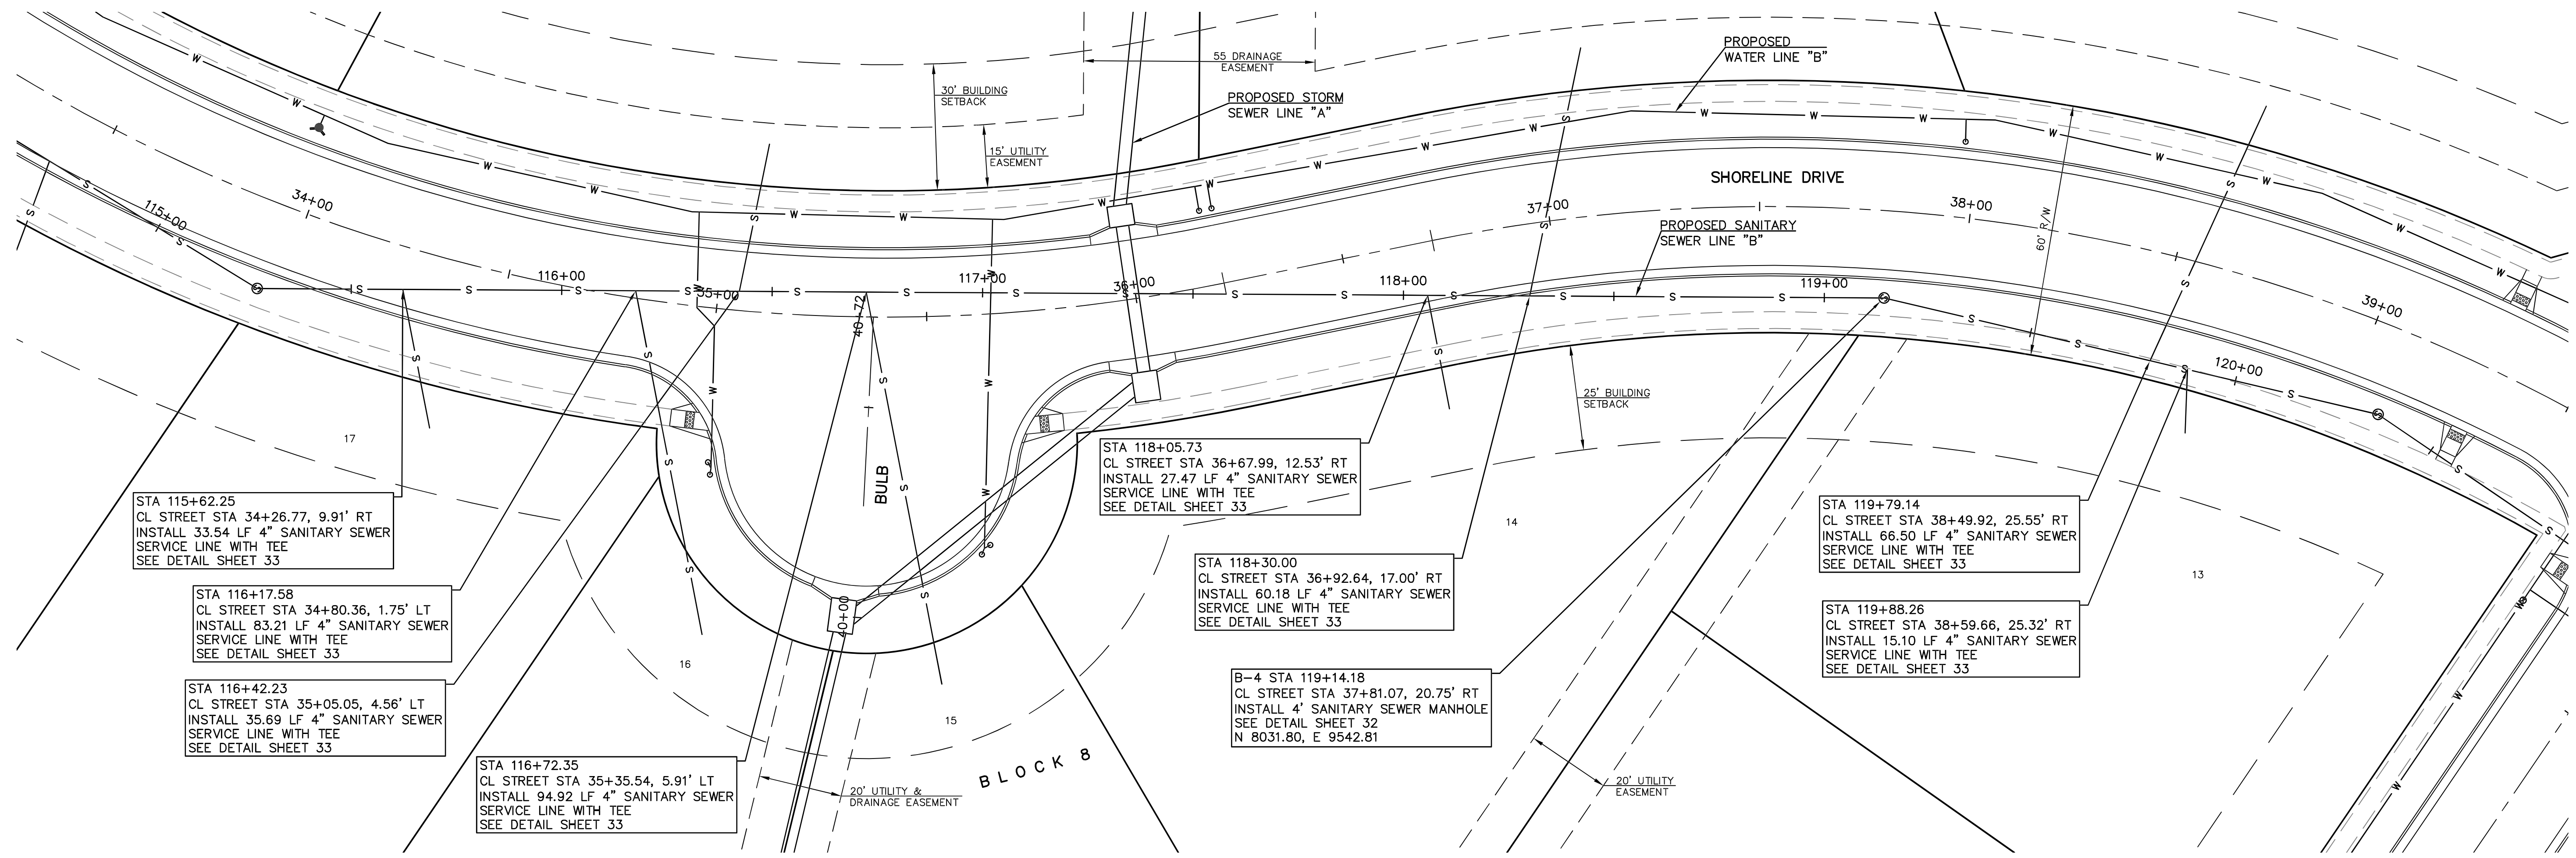 PROPOSED
WATER LINE "B"
55 DRAINAGE
EASEMENT
30' BUILDING
SETBACK
PROPOSED STORM
SEWER LINE "A"
15' UTILITY
EASEMENT
SHORELINE DRIVE
PROPOSED SANITARY
SEWER LINE "B"
60' R/W
115+00
34+00
116+00
35+00
117+00
36+00
118+00
37+00
119+00
38+00
120+00
39+00
40+72
40+00
BULB
25' BUILDING
SETBACK
17
16
15
14
13
STA 115+62.25
CL STREET STA 34+26.77, 9.91' RT
INSTALL 33.54 LF 4" SANITARY SEWER
SERVICE LINE WITH TEE
SEE DETAIL SHEET 33
STA 116+17.58
CL STREET STA 34+80.36, 1.75' LT
INSTALL 83.21 LF 4" SANITARY SEWER
SERVICE LINE WITH TEE
SEE DETAIL SHEET 33
STA 116+42.23
CL STREET STA 35+05.05, 4.56' LT
INSTALL 35.69 LF 4" SANITARY SEWER
SERVICE LINE WITH TEE
SEE DETAIL SHEET 33
STA 116+72.35
CL STREET STA 35+35.54, 5.91' LT
INSTALL 94.92 LF 4" SANITARY SEWER
SERVICE LINE WITH TEE
SEE DETAIL SHEET 33
20' UTILITY &
DRAINAGE EASEMENT
BLOCK 8
STA 118+05.73
CL STREET STA 36+67.99, 12.53' RT
INSTALL 27.47 LF 4" SANITARY SEWER
SERVICE LINE WITH TEE
SEE DETAIL SHEET 33
STA 118+30.00
CL STREET STA 36+92.64, 17.00' RT
INSTALL 60.18 LF 4" SANITARY SEWER
SERVICE LINE WITH TEE
SEE DETAIL SHEET 33
B-4 STA 119+14.18
CL STREET STA 37+81.07, 20.75' RT
INSTALL 4' SANITARY SEWER MANHOLE
SEE DETAIL SHEET 32
N 8031.80, E 9542.81
20' UTILITY
EASEMENT
STA 119+79.14
CL STREET STA 38+49.92, 25.55' RT
INSTALL 66.50 LF 4" SANITARY SEWER
SERVICE LINE WITH TEE
SEE DETAIL SHEET 33
STA 119+88.26
CL STREET STA 38+59.66, 25.32' RT
INSTALL 15.10 LF 4" SANITARY SEWER
SERVICE LINE WITH TEE
SEE DETAIL SHEET 33